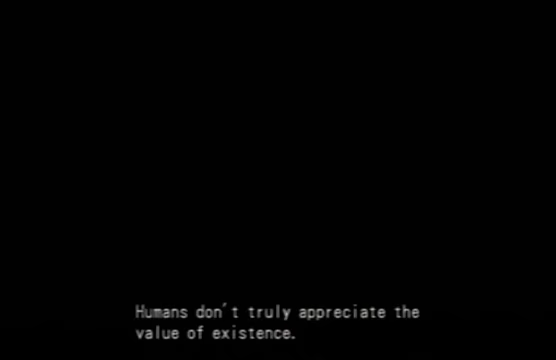 Humans don't truly appreciate the
value of existence.